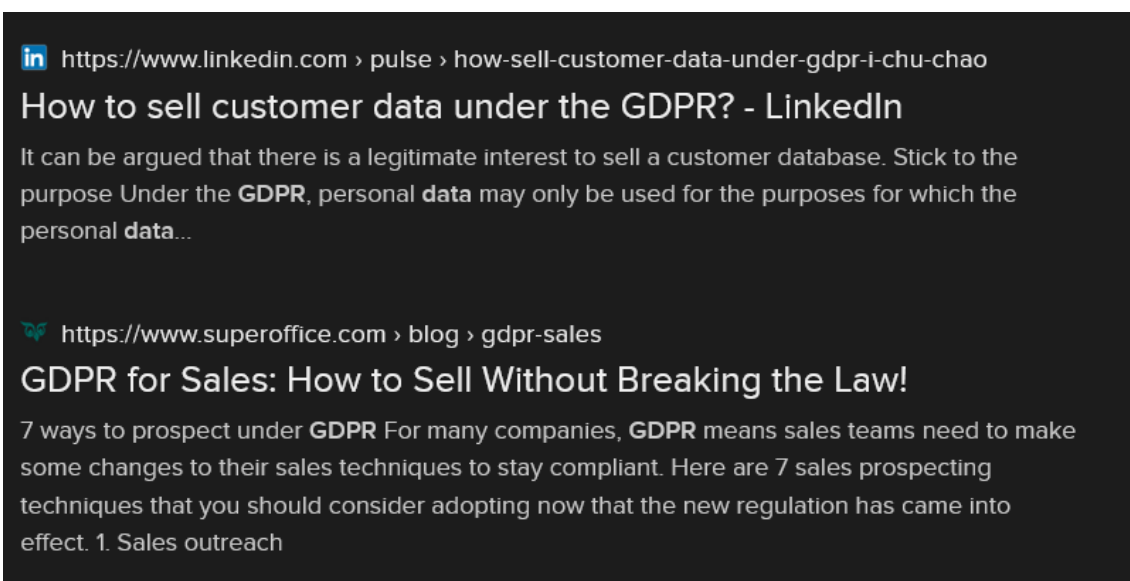 https://www.linkedin.com › pulse › how-sell-customer-data-under-gdpr-i-chu-chao
How to sell customer data under the GDPR? - LinkedIn
It can be argued that there is a legitimate interest to sell a customer database. Stick to the
purpose Under the GDPR, personal data may only be used for the purposes for which the
personal data...
https://www.superoffice.com › blog › gdpr-sales
GDPR for Sales: How to Sell Without Breaking the Law!
7 ways to prospect under GDPR For many companies, GDPR means sales teams need to make
some changes to their sales techniques to stay compliant. Here are 7 sales prospecting
techniques that you should consider adopting now that the new regulation has came into
effect. 1. Sales outreach